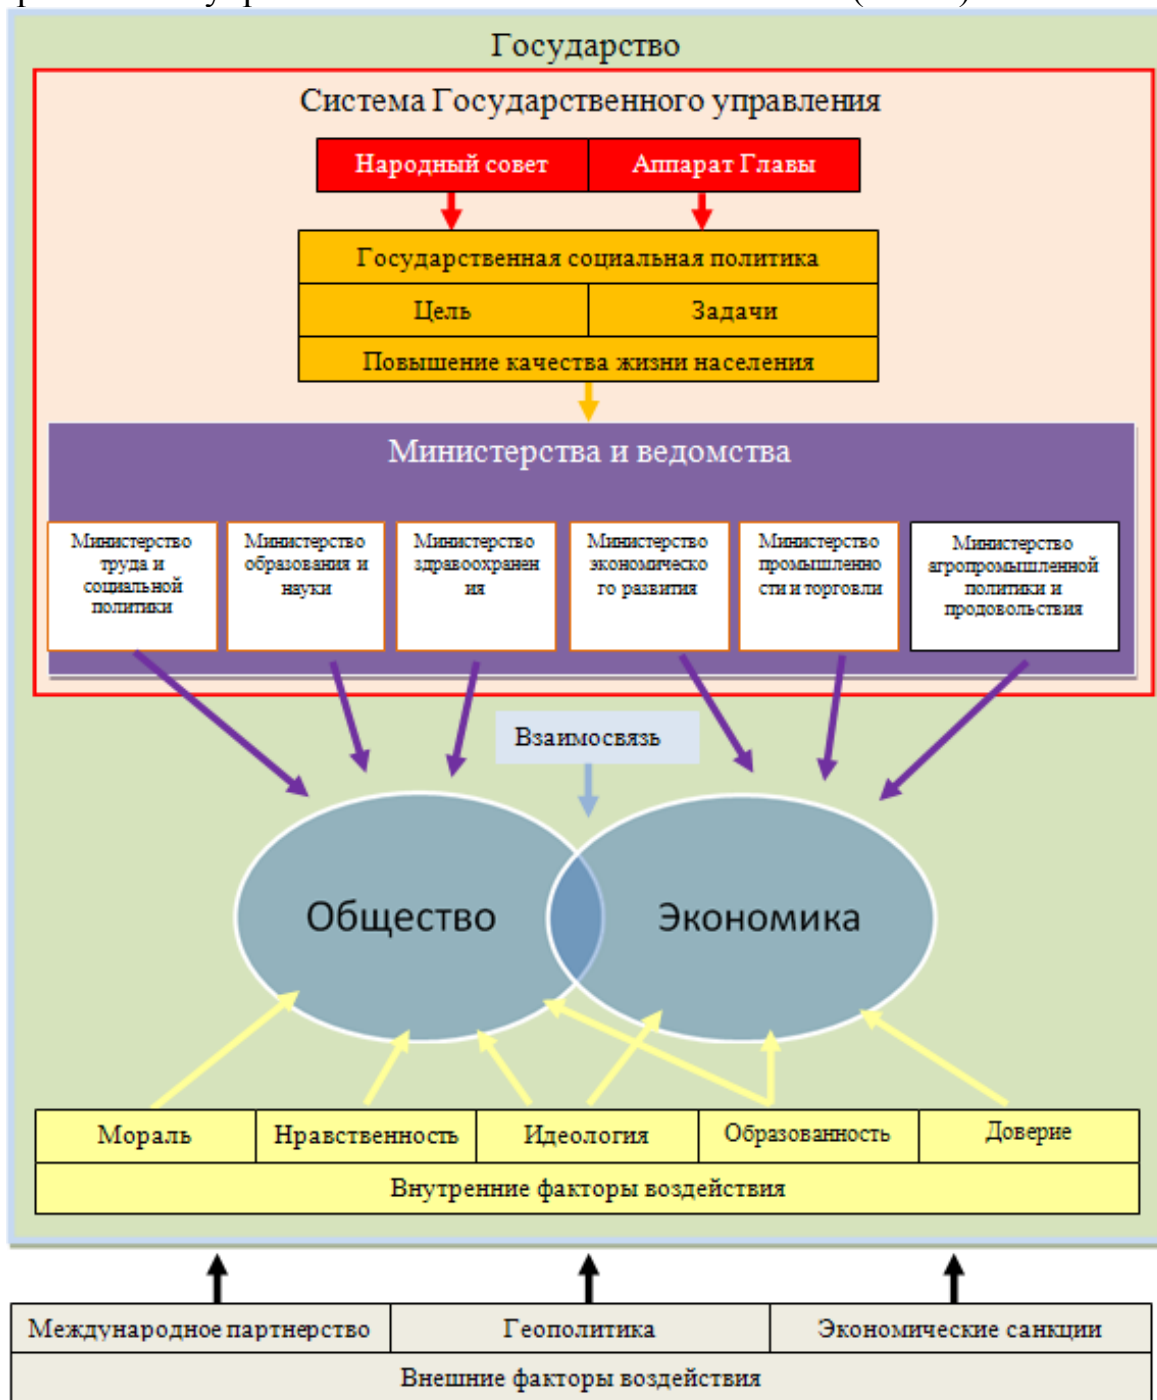 Государство
Система Государственного управления
Народный совет
Аппарат Главы
Государственная социальная политика
Цель
Задачи
Повышение качества жизни населения
Министерства и ведомства
Министерство
труда и
социальной
политики
Министерство
образования и
науки
Министерство
здравоохранен
ия
Министерство
экономическо
го развития
Министерство
промышленно
сти и торговли
Министерство
агропромышленной
политики и
продовольствия
Взаимосвязь
Общество
Экономика
Мораль
Нравственность
Идеология
Образованность
Доверие
Внутренние факторы воздействия
Международное партнерство
Геополитика
Экономические санкции
Внешние факторы воздействия